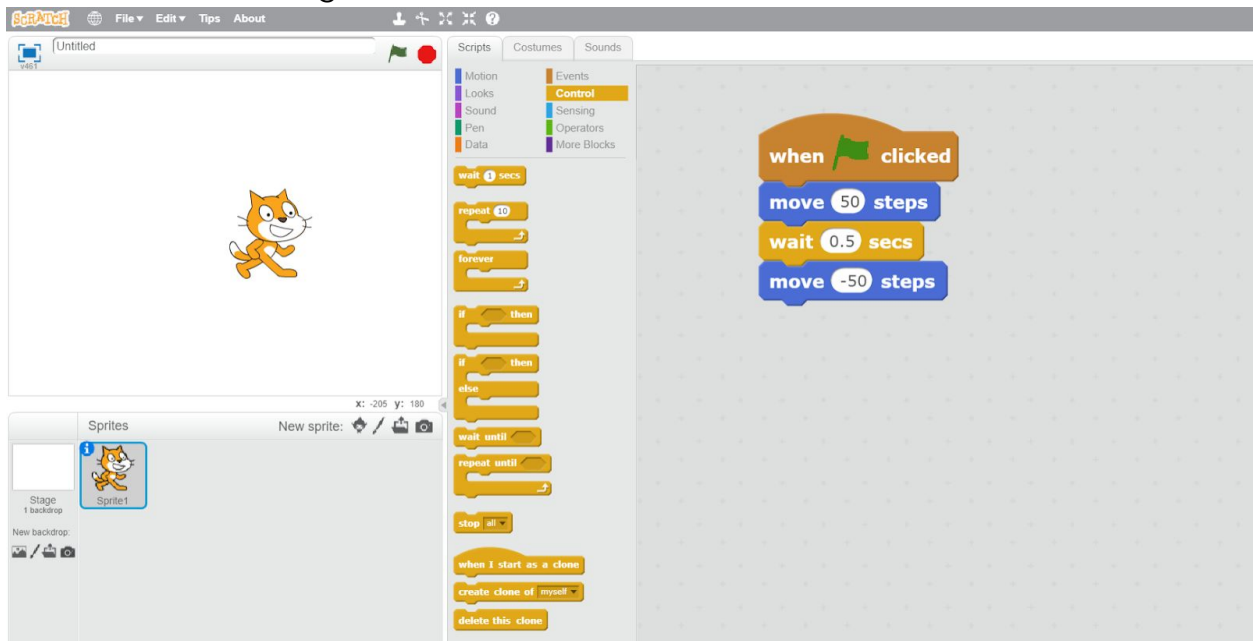 SCRATCH File Edit Tips About
Untitled
v461
x: -205 y: 180
Sprites New sprite:
Stage
1 backdrop
Sprite1
New backdrop:
Scripts Costumes Sounds
Motion Events
Looks Control
Sound Sensing
Pen Operators
Data More Blocks
wait 1 secs
repeat 10
forever
if then
if then
else
wait until
repeat until
stop all
when I start as a clone
create clone of myself
delete this clone
when clicked
move 50 steps
wait 0.5 secs
move -50 steps